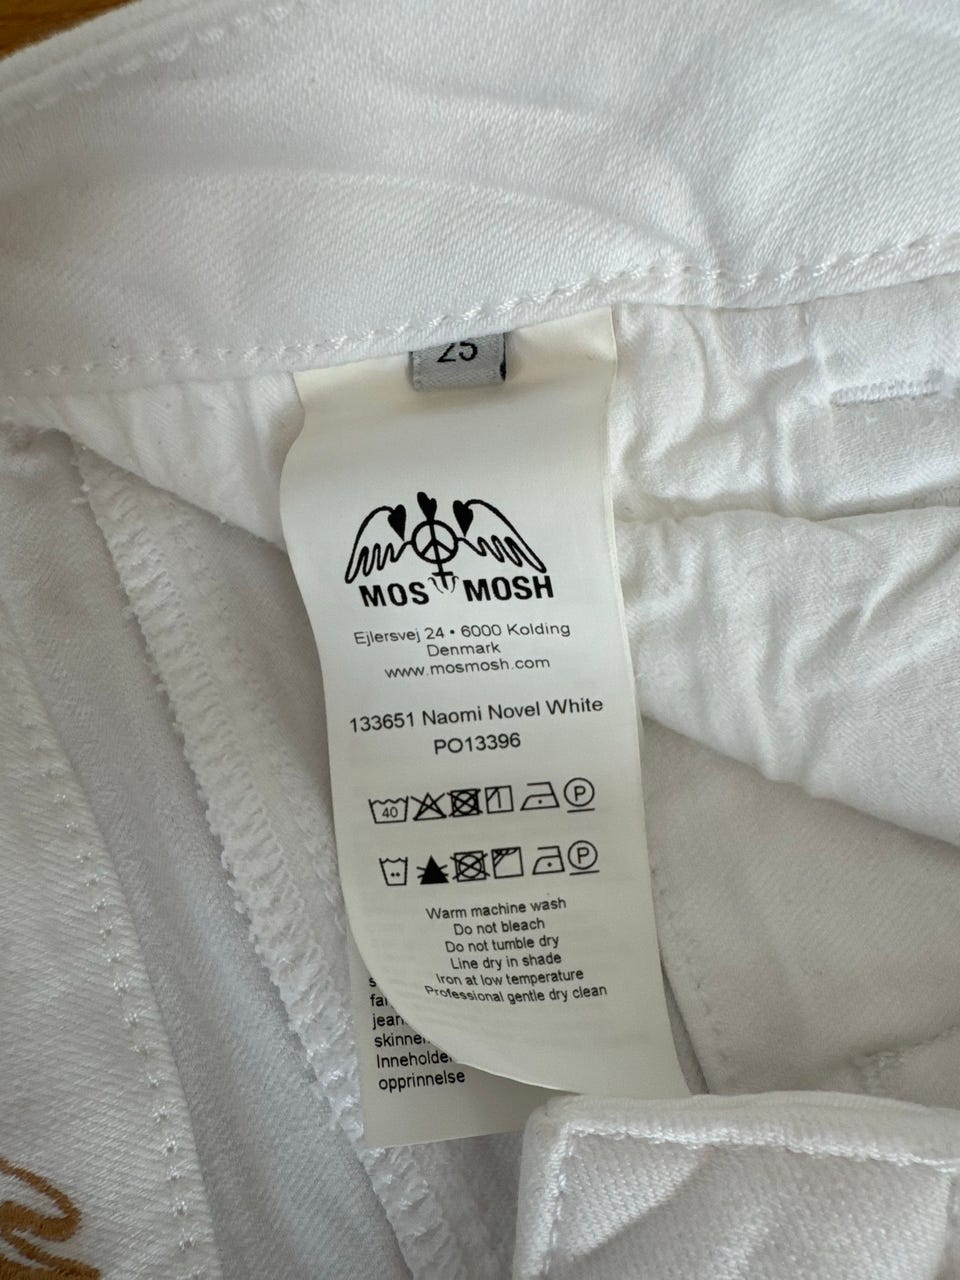 25
MOS MOSH
Ejlersvej 24 • 6000 Kolding
Denmark
www.mosmosh.com
133651 Naomi Novel White
PO13396
40
P
P
Warm machine wash
Do not bleach
Do not tumble dry
Line dry in shade
Iron at low temperature
Professional gentle dry clean
jean
skinner
Inneholder
opprinnelse